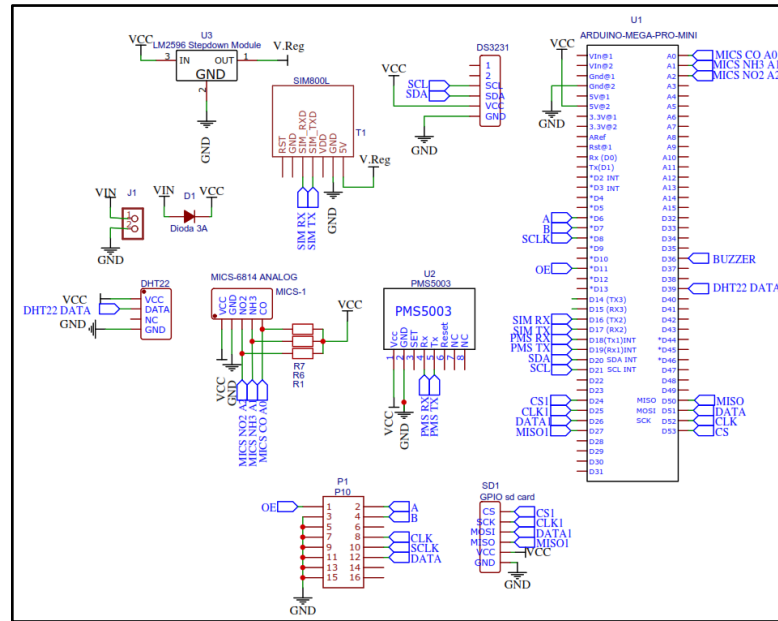 U3
LM2596 Stepdown Module
VCC
3
IN
OUT
1
V.Reg
GND
2
GND
SIM800L
T1
RST
GND
SIM_RXD
SIM_TXD
VDD
GND
5V
V.Reg
GND
SIM RX
SIM TX
DS3231
VCC
1
2
SCL
SCL
SDA
SDA
VCC
GND
GND
U1
ARDUINO-MEGA-PRO-MINI
VCC
GND
VIn@1
VIn@2
Gnd@1
Gnd@2
5V@1
5V@2
3.3V@1
3.3V@2
ARef
Rst@1
Rx (D0)
Tx(D1)
*D2 INT
*D3 INT
*D4
*D5
A
*D6
B
*D7
SCLK
*D8
*D9
*D10
OE
*D11
*D12
*D13
D14 (TX3)
D15 (RX3)
SIM RX
D16 (TX2)
SIM TX
D17 (RX2)
PMS RX
D18(Tx1)INT
PMS TX
D19(Rx1)INT
SDA
D20 SDA INT
SCL
D21 SCL INT
D22
D23
CS1
D24
CLK1
D25
DATA1
D26
MISO1
D27
D28
D29
D30
D31
A0
MICS CO A0
A1
MICS NH3 A1
A2
MICS NO2 A2
A3
A4
A5
A6
A7
A8
A9
A10
A11
A12
A13
A14
A15
D32
D33
D34
D35
D36
BUZZER
D37
D38
D39
DHT22 DATA
D40
D41
D42
D43
*D44
*D45
*D46
D47
D48
D49
MISO
D50
MISO
MOSI
D51
DATA
SCK
D52
CLK
D53
CS
VIN
J1
1
2
GND
VIN
D1
VCC
Dioda 3A
DHT22
VCC
VCC
DHT22 DATA
DATA
NC
GND
GND
MICS-6814 ANALOG
MICS-1
VCC
GND
NO2
NH3
CO
VCC
R7
R6
R1
VCC
GND
MICS NO2 A2
MICS NH3 A1
MICS CO A0
U2
PMS5003
PMS5003
Vcc
GND
SET
Rx
Tx
Reset
NC
NC
1
2
3
4
5
6
7
8
VCC
GND
PMS RX
PMS TX
P1
P10
OE
1
2
A
3
4
B
5
6
7
8
CLK
9
10
SCLK
11
12
DATA
13
14
15
16
GND
SD1
GPIO sd card
CS
CS1
SCK
CLK1
MOSI
DATA1
MISO
MISO1
VCC
VCC
GND
GND